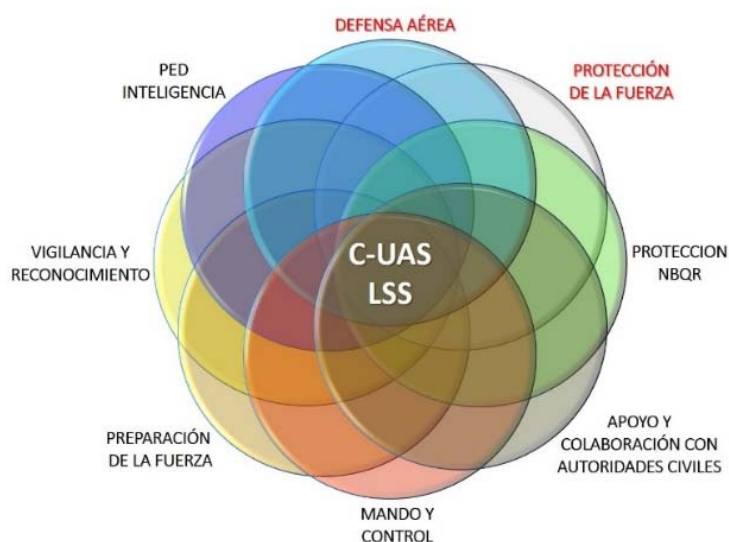 DEFENSA AÉREA
PED
INTELIGENCIA
PROTECCIÓN
DE LA FUERZA
VIGILANCIA Y
RECONOCIMIENTO
C-UAS
LSS
PROTECCION
NBQR
PREPARACIÓN
DE LA FUERZA
APOYO Y
COLABORACIÓN CON
AUTORIDADES CIVILES
MANDO Y
CONTROL